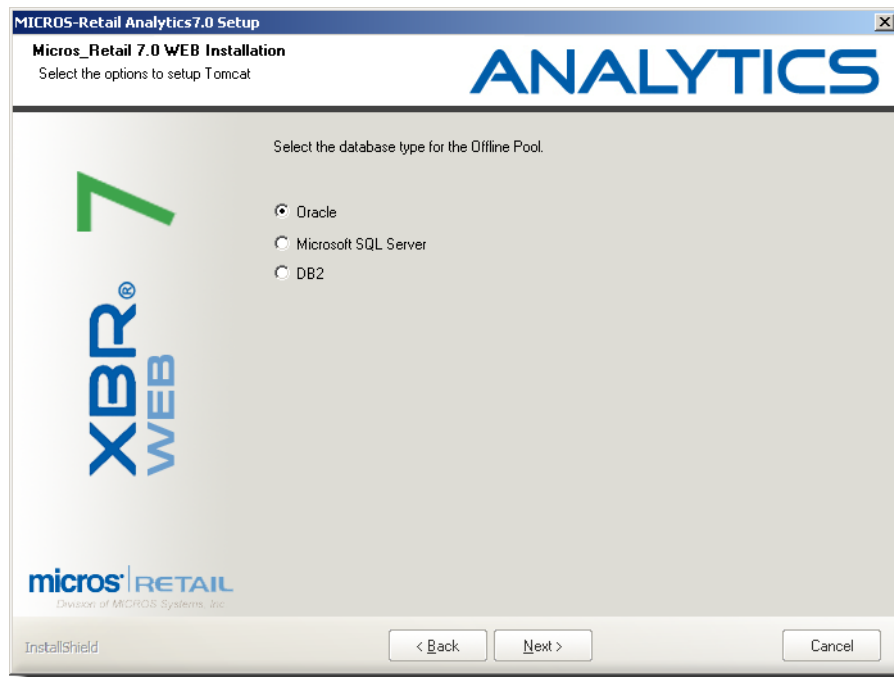 MICROS-Retail Analytics7.0 Setup
Micros_Retail 7.0 WEB Installation
Select the options to setup Tomcat
ANALYTICS
Select the database type for the Offline Pool.
Oracle
Microsoft SQL Server
DB2
XBR® 7
WEB
micros® RETAIL
Division of MICROS Systems, Inc.
InstallShield
< Back
Next >
Cancel